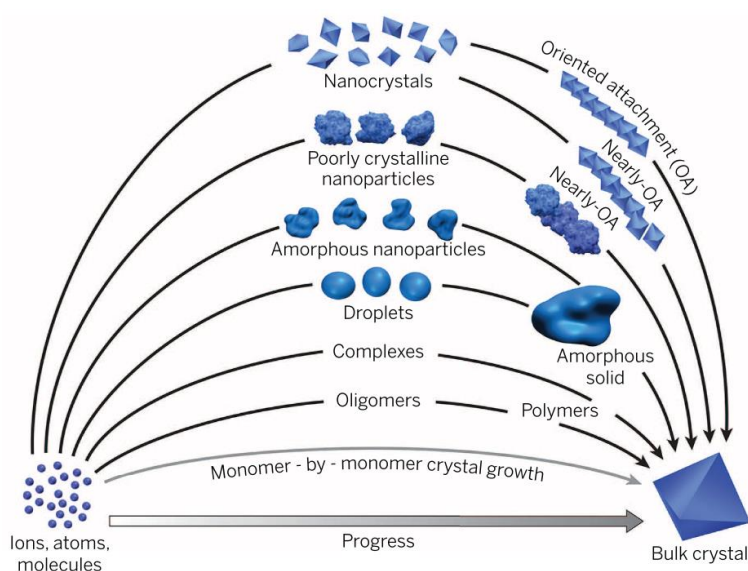 Nanocrystals
Oriented attachment (OA)
Poorly crystalline
nanoparticles
Nearly-OA
Nearly-OA
Amorphous nanoparticles
Droplets
Amorphous
solid
Complexes
Oligomers
Polymers
Monomer - by - monomer crystal growth
Ions, atoms,
molecules
Progress
Bulk crystal